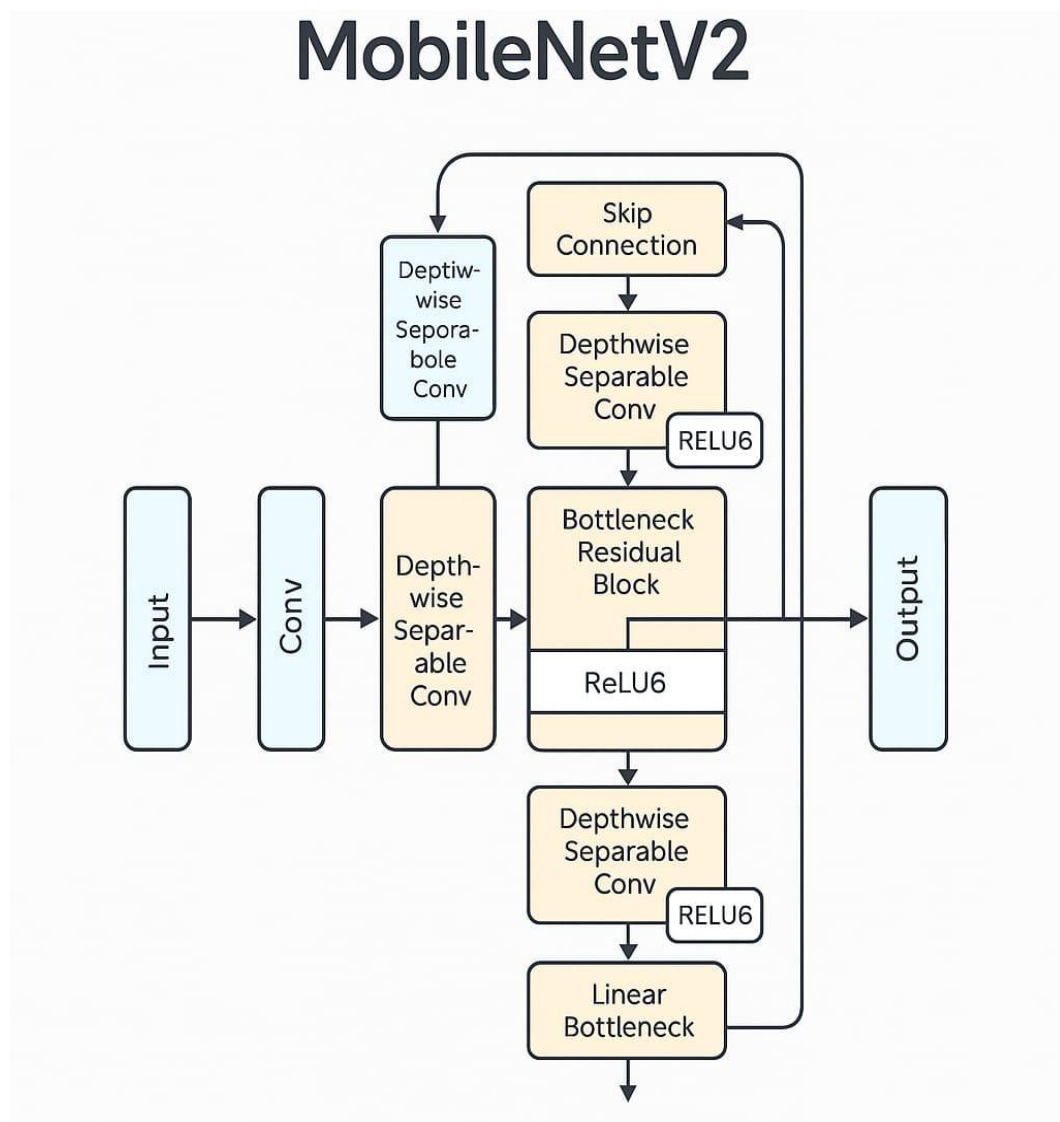 MobileNetV2
Skip
Connection
Deptiw-
wise
Sepora-
bole
Conv
Depthwise
Separable
Conv
RELU6
Input
Conv
Depth-
wise
Separ-
able
Conv
Bottleneck
Residual
Block
ReLU6
Output
Depthwise
Separable
Conv
RELU6
Linear
Bottleneck